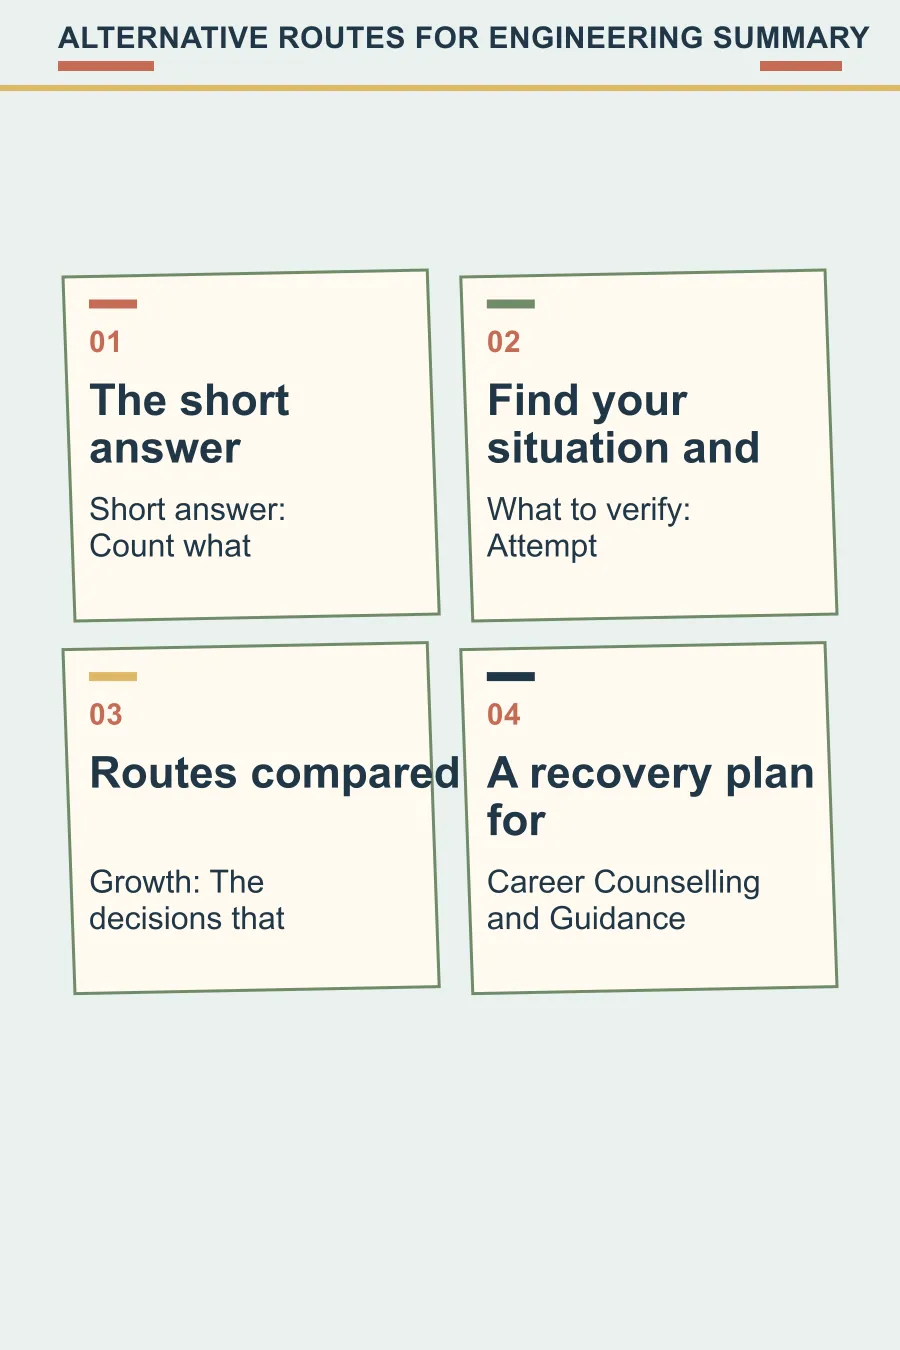 ALTERNATIVE ROUTES FOR ENGINEERING SUMMARY
01
The short
answer
Short answer:
Count what
02
Find your
situation and
What to verify:
Attempt
03
Routes compared
Growth: The
decisions that
04
A recovery plan
for
Career Counselling
and Guidance